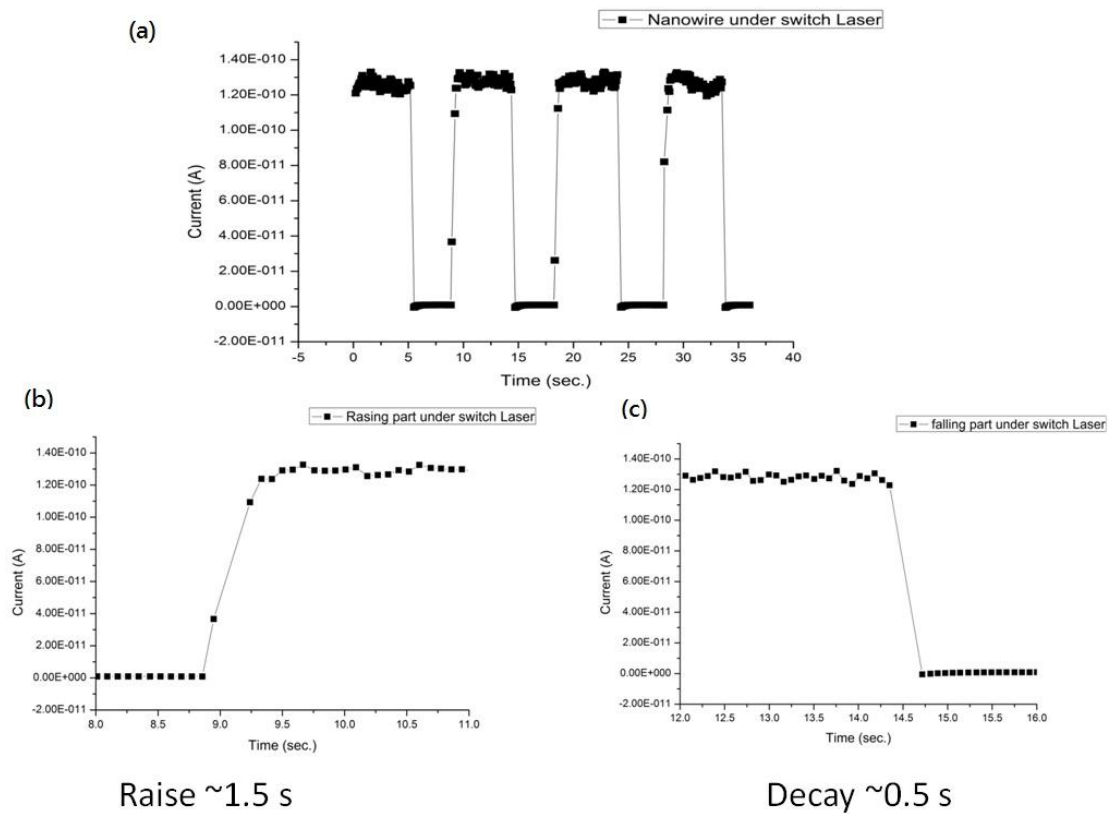 (a)
Nanowire under switch Laser
1.40E-010
1.20E-010
1.00E-010
8.00E-011
6.00E-011
4.00E-011
2.00E-011
0.00E+000
-2.00E-011
Current (A)
-5 0 5 10 15 20 25 30 35 40
Time (sec.)
(b)
Rasing part under switch Laser
1.40E-010
1.20E-010
1.00E-010
8.00E-011
6.00E-011
4.00E-011
2.00E-011
0.00E+000
-2.00E-011
Current (A)
8.0 8.5 9.0 9.5 10.0 10.5 11.0
Time (sec.)
Raise ~1.5 s
(c)
falling part under switch Laser
1.40E-010
1.20E-010
1.00E-010
8.00E-011
6.00E-011
4.00E-011
2.00E-011
0.00E+000
-2.00E-011
Current (A)
12.0 12.5 13.0 13.5 14.0 14.5 15.0 15.5 16.0
Time (sec.)
Decay ~0.5 s